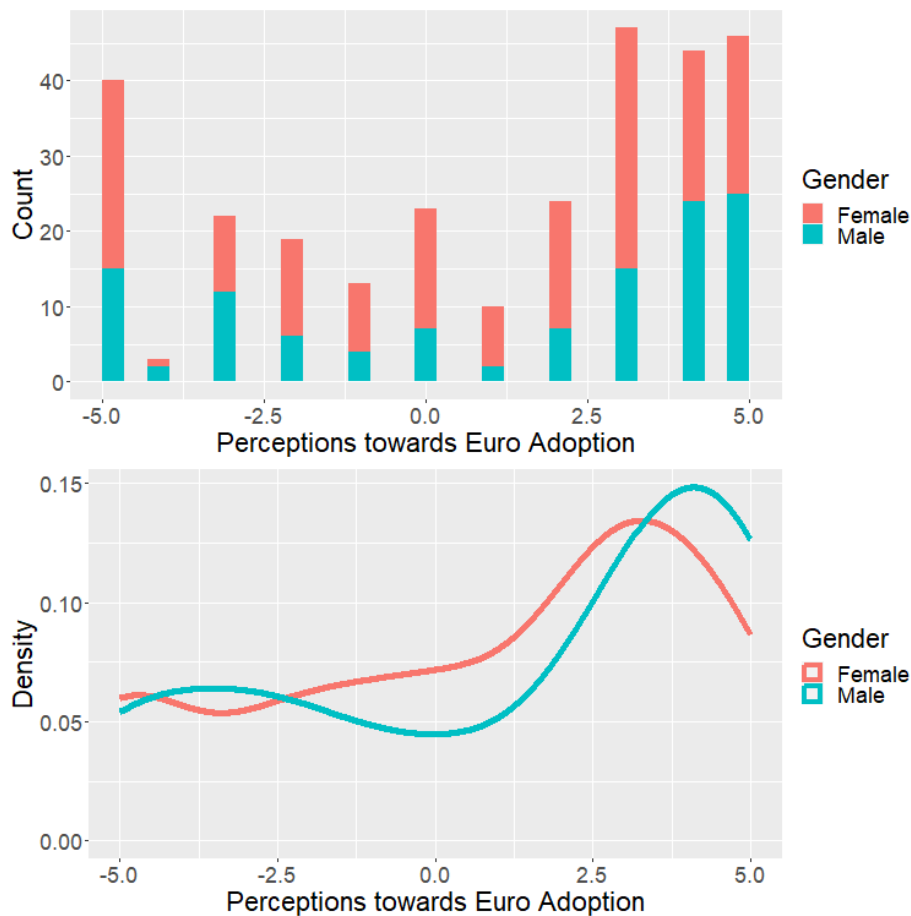 Count
40
30
20
10
0
-5.0 -2.5 0.0 2.5 5.0
Perceptions towards Euro Adoption
Gender
Female
Male
Density
0.15
0.10
0.05
0.00
-5.0 -2.5 0.0 2.5 5.0
Perceptions towards Euro Adoption
Gender
Female
Male